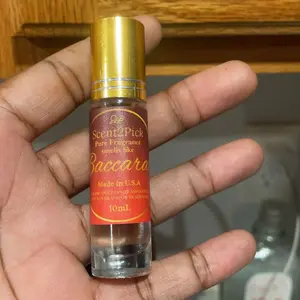 S2P
Scent2Pick
Pure Fragrance
smells like
Baccarat
Made In U.S.A
10mL